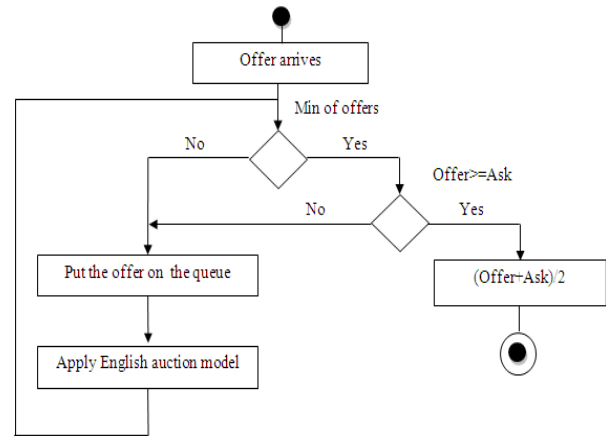 Offer arrives
Min of offers
No
Yes
Offer>=Ask
No
Yes
Put the offer on the queue
(Offer+Ask)/2
Apply English auction model